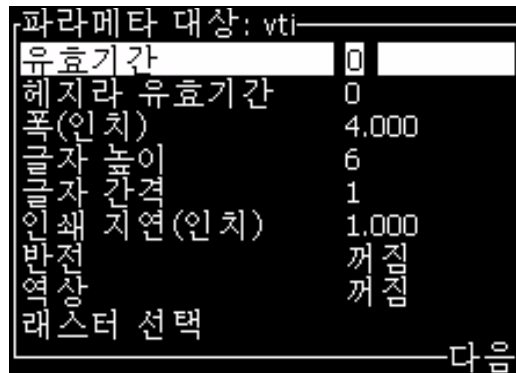 파라메타 대상: vti
유효기간 0
헤지라 유효기간 0
폭(인치) 4.000
글자 높이 6
글자 간격 1
인쇄 지연(인치) 1.000
반전 꺼짐
역상 꺼짐
래스터 선택
다음